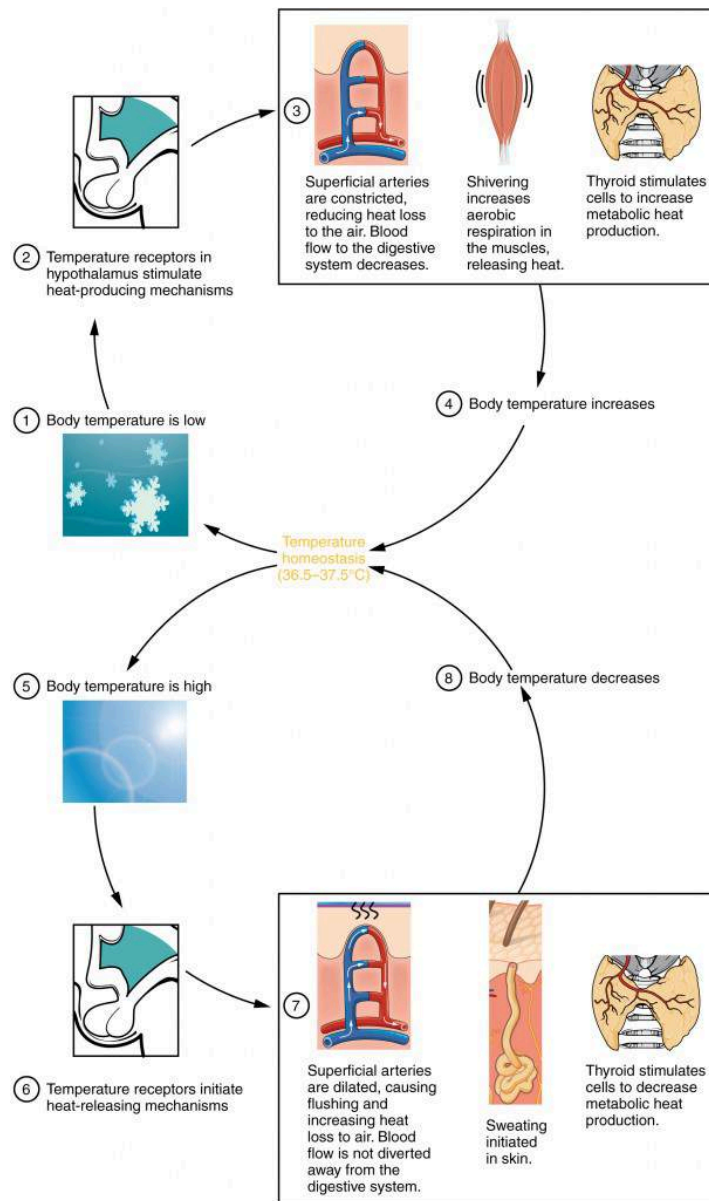 3
Superficial arteries
are constricted,
reducing heat loss
to the air. Blood
flow to the digestive
system decreases.
Shivering
increases
aerobic
respiration in
the muscles,
releasing heat.
Thyroid stimulates
cells to increase
metabolic heat
production.
2 Temperature receptors in
hypothalamus stimulate
heat-producing mechanisms
1 Body temperature is low
4 Body temperature increases
Temperature
homeostasis
(36.5–37.5°C)
5 Body temperature is high
8 Body temperature decreases
6 Temperature receptors initiate
heat-releasing mechanisms
7
Superficial arteries
are dilated, causing
flushing and
increasing heat
loss to air. Blood
flow is not diverted
away from the
digestive system.
Sweating
initiated
in skin.
Thyroid stimulates
cells to decrease
metabolic heat
production.